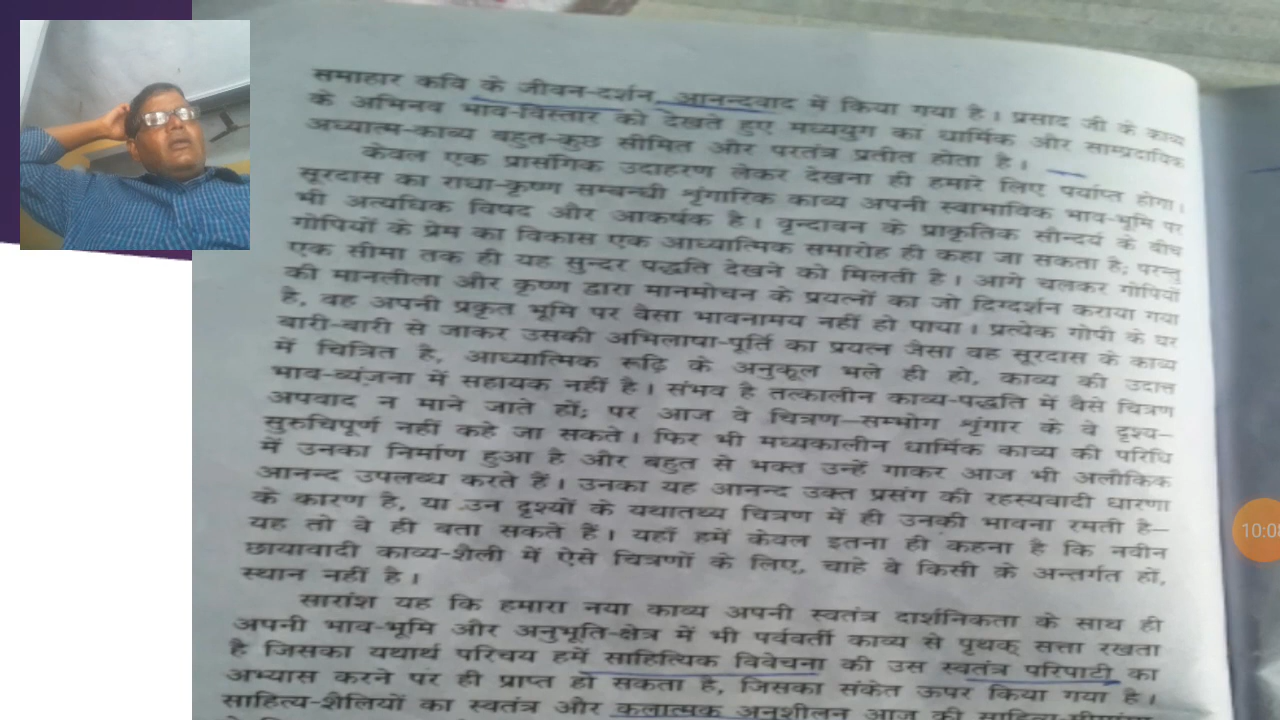 समाहार कवि के जीवन-दर्शन, आनन्दवाद में किया गया है। प्रसाद जी के काव्य
के अभिनव भाव-विस्तार को देखते हुए मध्ययुग का धार्मिक और साम्प्रदायिक
अध्यात्म-काव्य बहुत-कुछ सीमित और परतंत्र प्रतीत होता है।
केवल एक प्रासंगिक उदाहरण लेकर देखना ही हमारे लिए पर्याप्त होगा।
सूरदास का राधा-कृष्ण सम्बन्धी शृंगारिक काव्य अपनी स्वाभाविक भाव-भूमि पर
भी अत्यधिक विषद और आकर्षक है। वृन्दावन के प्राकृतिक सौन्दर्य के बीच
गोपियों के प्रेम का विकास एक आध्यात्मिक समारोह ही कहा जा सकता है; परन्तु
एक सीमा तक ही यह सुन्दर पद्धति देखने को मिलती है। आगे चलकर गोपियों
की मानलीला और कृष्ण द्वारा मानमोचन के प्रयत्नों का जो दिग्दर्शन कराया गया
है, वह अपनी प्रकृत भूमि पर वैसा भावनामय नहीं हो पाया। प्रत्येक गोपी के घर
बारी-बारी से जाकर उसकी अभिलाषा-पूर्ति का प्रयत्न जैसा वह सूरदास के काव्य
में चित्रित है, आध्यात्मिक रूढ़ि के अनुकूल भले ही हो, काव्य की उदात्त
भाव-व्यंजना में सहायक नहीं है। संभव है तत्कालीन काव्य-पद्धति में वैसे चित्रण
अपवाद न माने जाते हों; पर आज वे चित्रण—सम्भोग शृंगार के वे दृश्य—
सुरुचिपूर्ण नहीं कहे जा सकते। फिर भी मध्यकालीन धार्मिक काव्य की परिधि
में उनका निर्माण हुआ है और बहुत से भक्त उन्हें गाकर आज भी अलौकिक
आनन्द उपलब्ध करते हैं। उनका यह आनन्द उक्त प्रसंग की रहस्यवादी धारणा
के कारण है, या उन दृश्यों के यथातथ्य चित्रण में ही उनकी भावना रमती है—
यह तो वे ही बता सकते हैं। यहाँ हमें केवल इतना ही कहना है कि नवीन
छायावादी काव्य-शैली में ऐसे चित्रणों के लिए, चाहे वे किसी के अन्तर्गत हों,
स्थान नहीं है।
सारांश यह कि हमारा नया काव्य अपनी स्वतंत्र दार्शनिकता के साथ ही
अपनी भाव-भूमि और अनुभूति-क्षेत्र में भी पर्ववर्ती काव्य से पृथक् सत्ता रखता
है जिसका यथार्थ परिचय हमें साहित्यिक विवेचना की उस स्वतंत्र परिपाटी का
अभ्यास करने पर ही प्राप्त हो सकता है, जिसका संकेत ऊपर किया गया है।
साहित्य-शैलियों का स्वतंत्र और कलात्मक अनुशीलन आज की